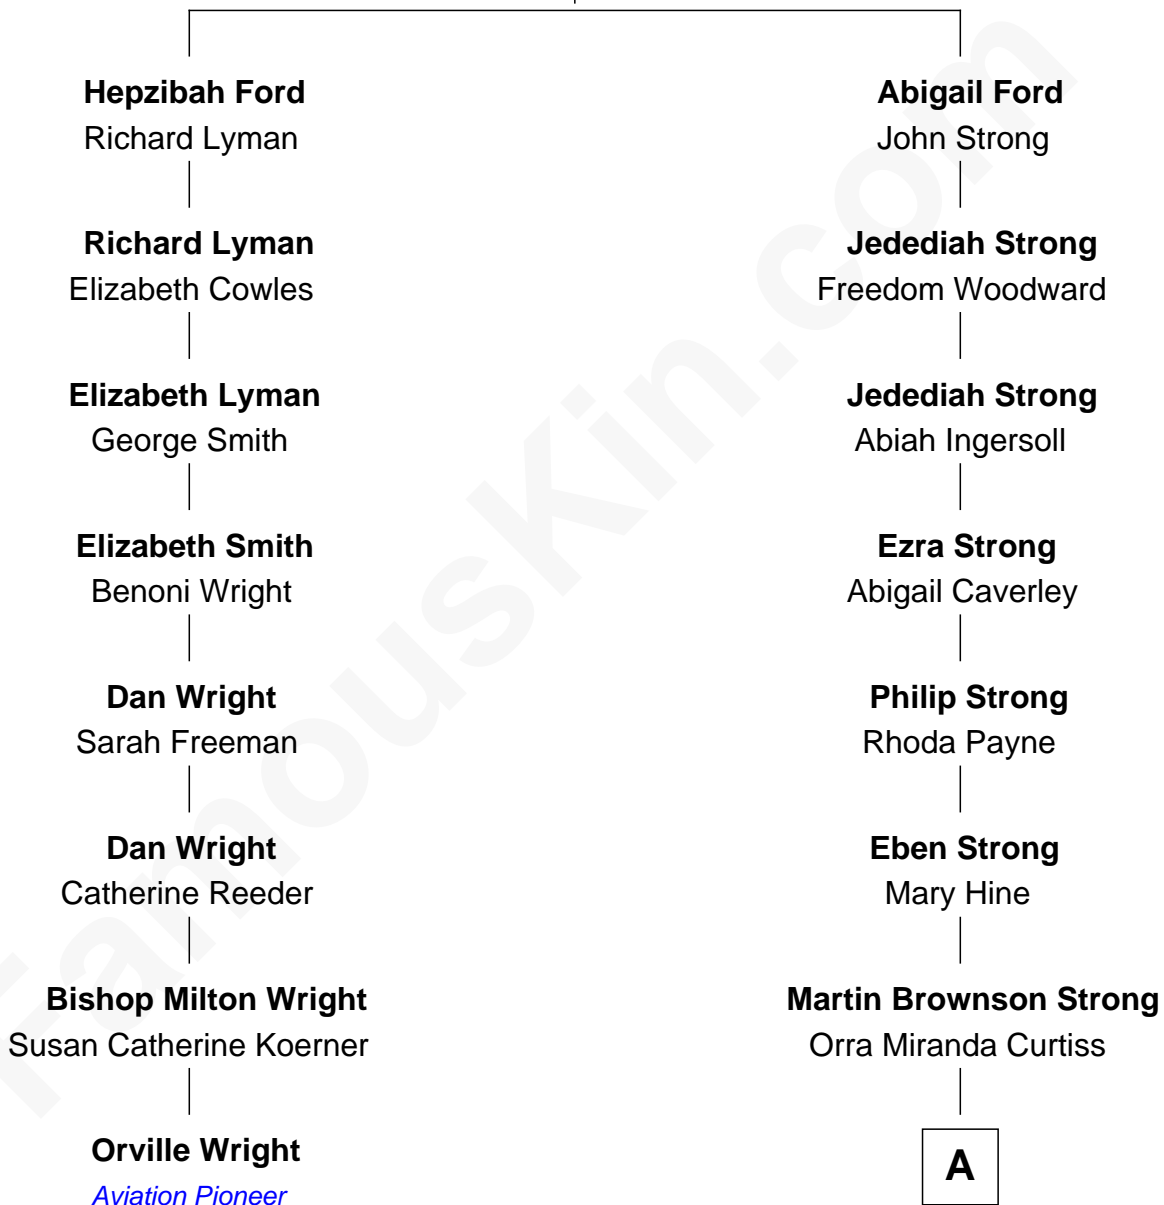 Hepzibah Ford
Richard Lyman
Richard Lyman
Elizabeth Cowles
Elizabeth Lyman
George Smith
Elizabeth Smith
Benoni Wright
Dan Wright
Sarah Freeman
Dan Wright
Catherine Reeder
Bishop Milton Wright
Susan Catherine Koerner
Orville Wright
Aviation Pioneer
Abigail Ford
John Strong
Jedediah Strong
Freedom Woodward
Jedediah Strong
Abiah Ingersoll
Ezra Strong
Abigail Caverley
Philip Strong
Rhoda Payne
Eben Strong
Mary Hine
Martin Brownson Strong
Orra Miranda Curtiss
A
FamousKin.com